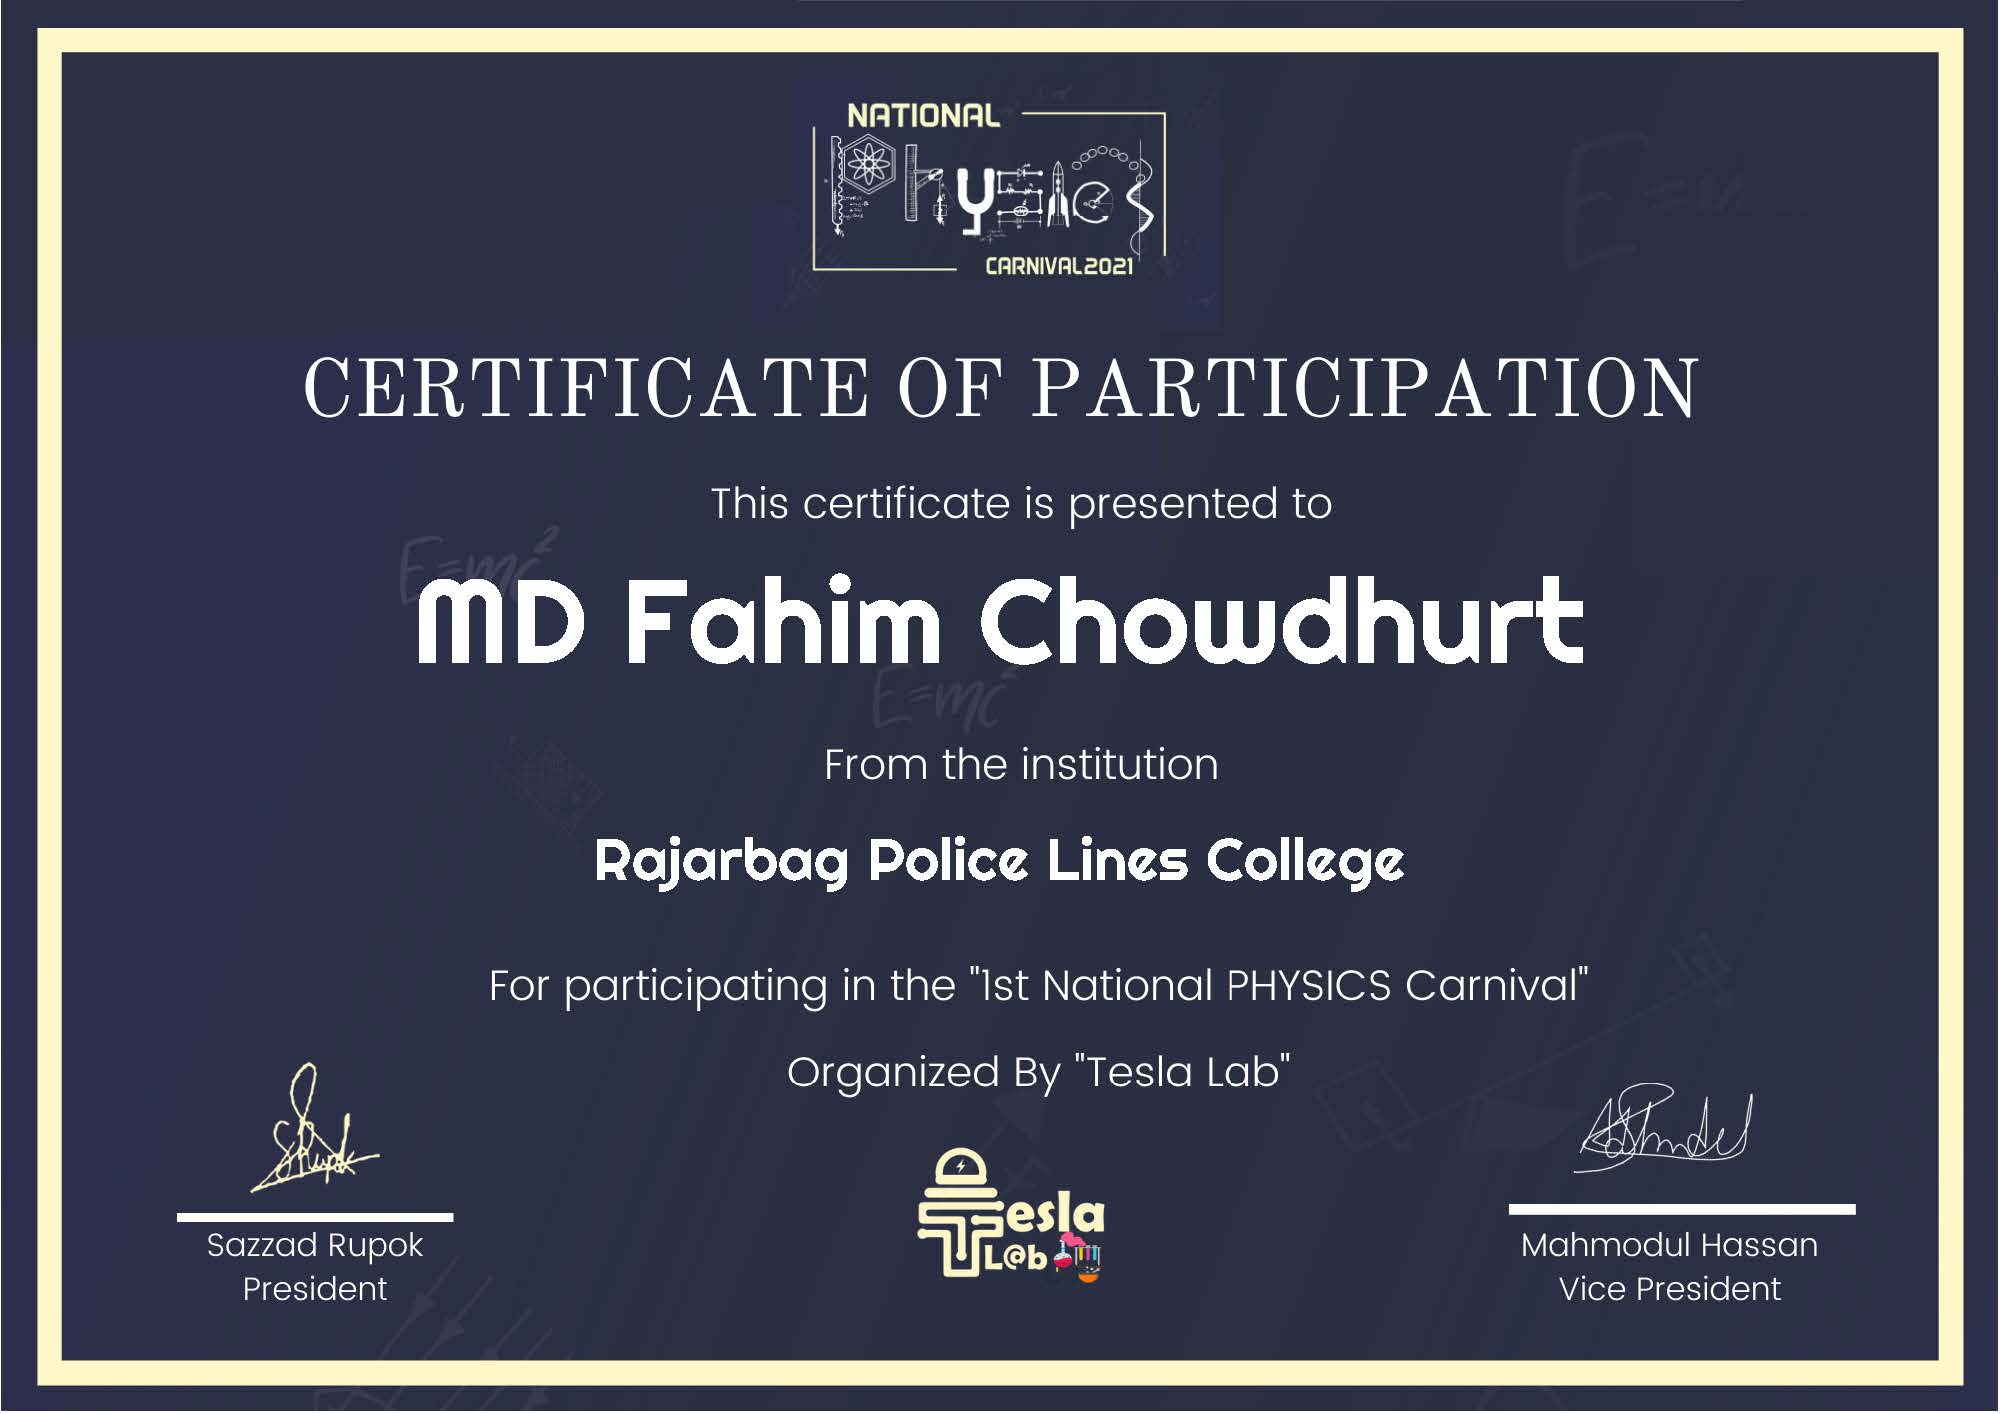 NATIONAL
Physics
CARNIVAL2021
CERTIFICATE OF PARTICIPATION
This certificate is presented to
E=mc²
MD Fahim Chowdhurt
E=mc²
From the institution
Rajarbag Police Lines College
For participating in the "1st National PHYSICS Carnival"
Organized By "Tesla Lab"
Tesla
L@b
Sazzad Rupok
President
Mahmodul Hassan
Vice President